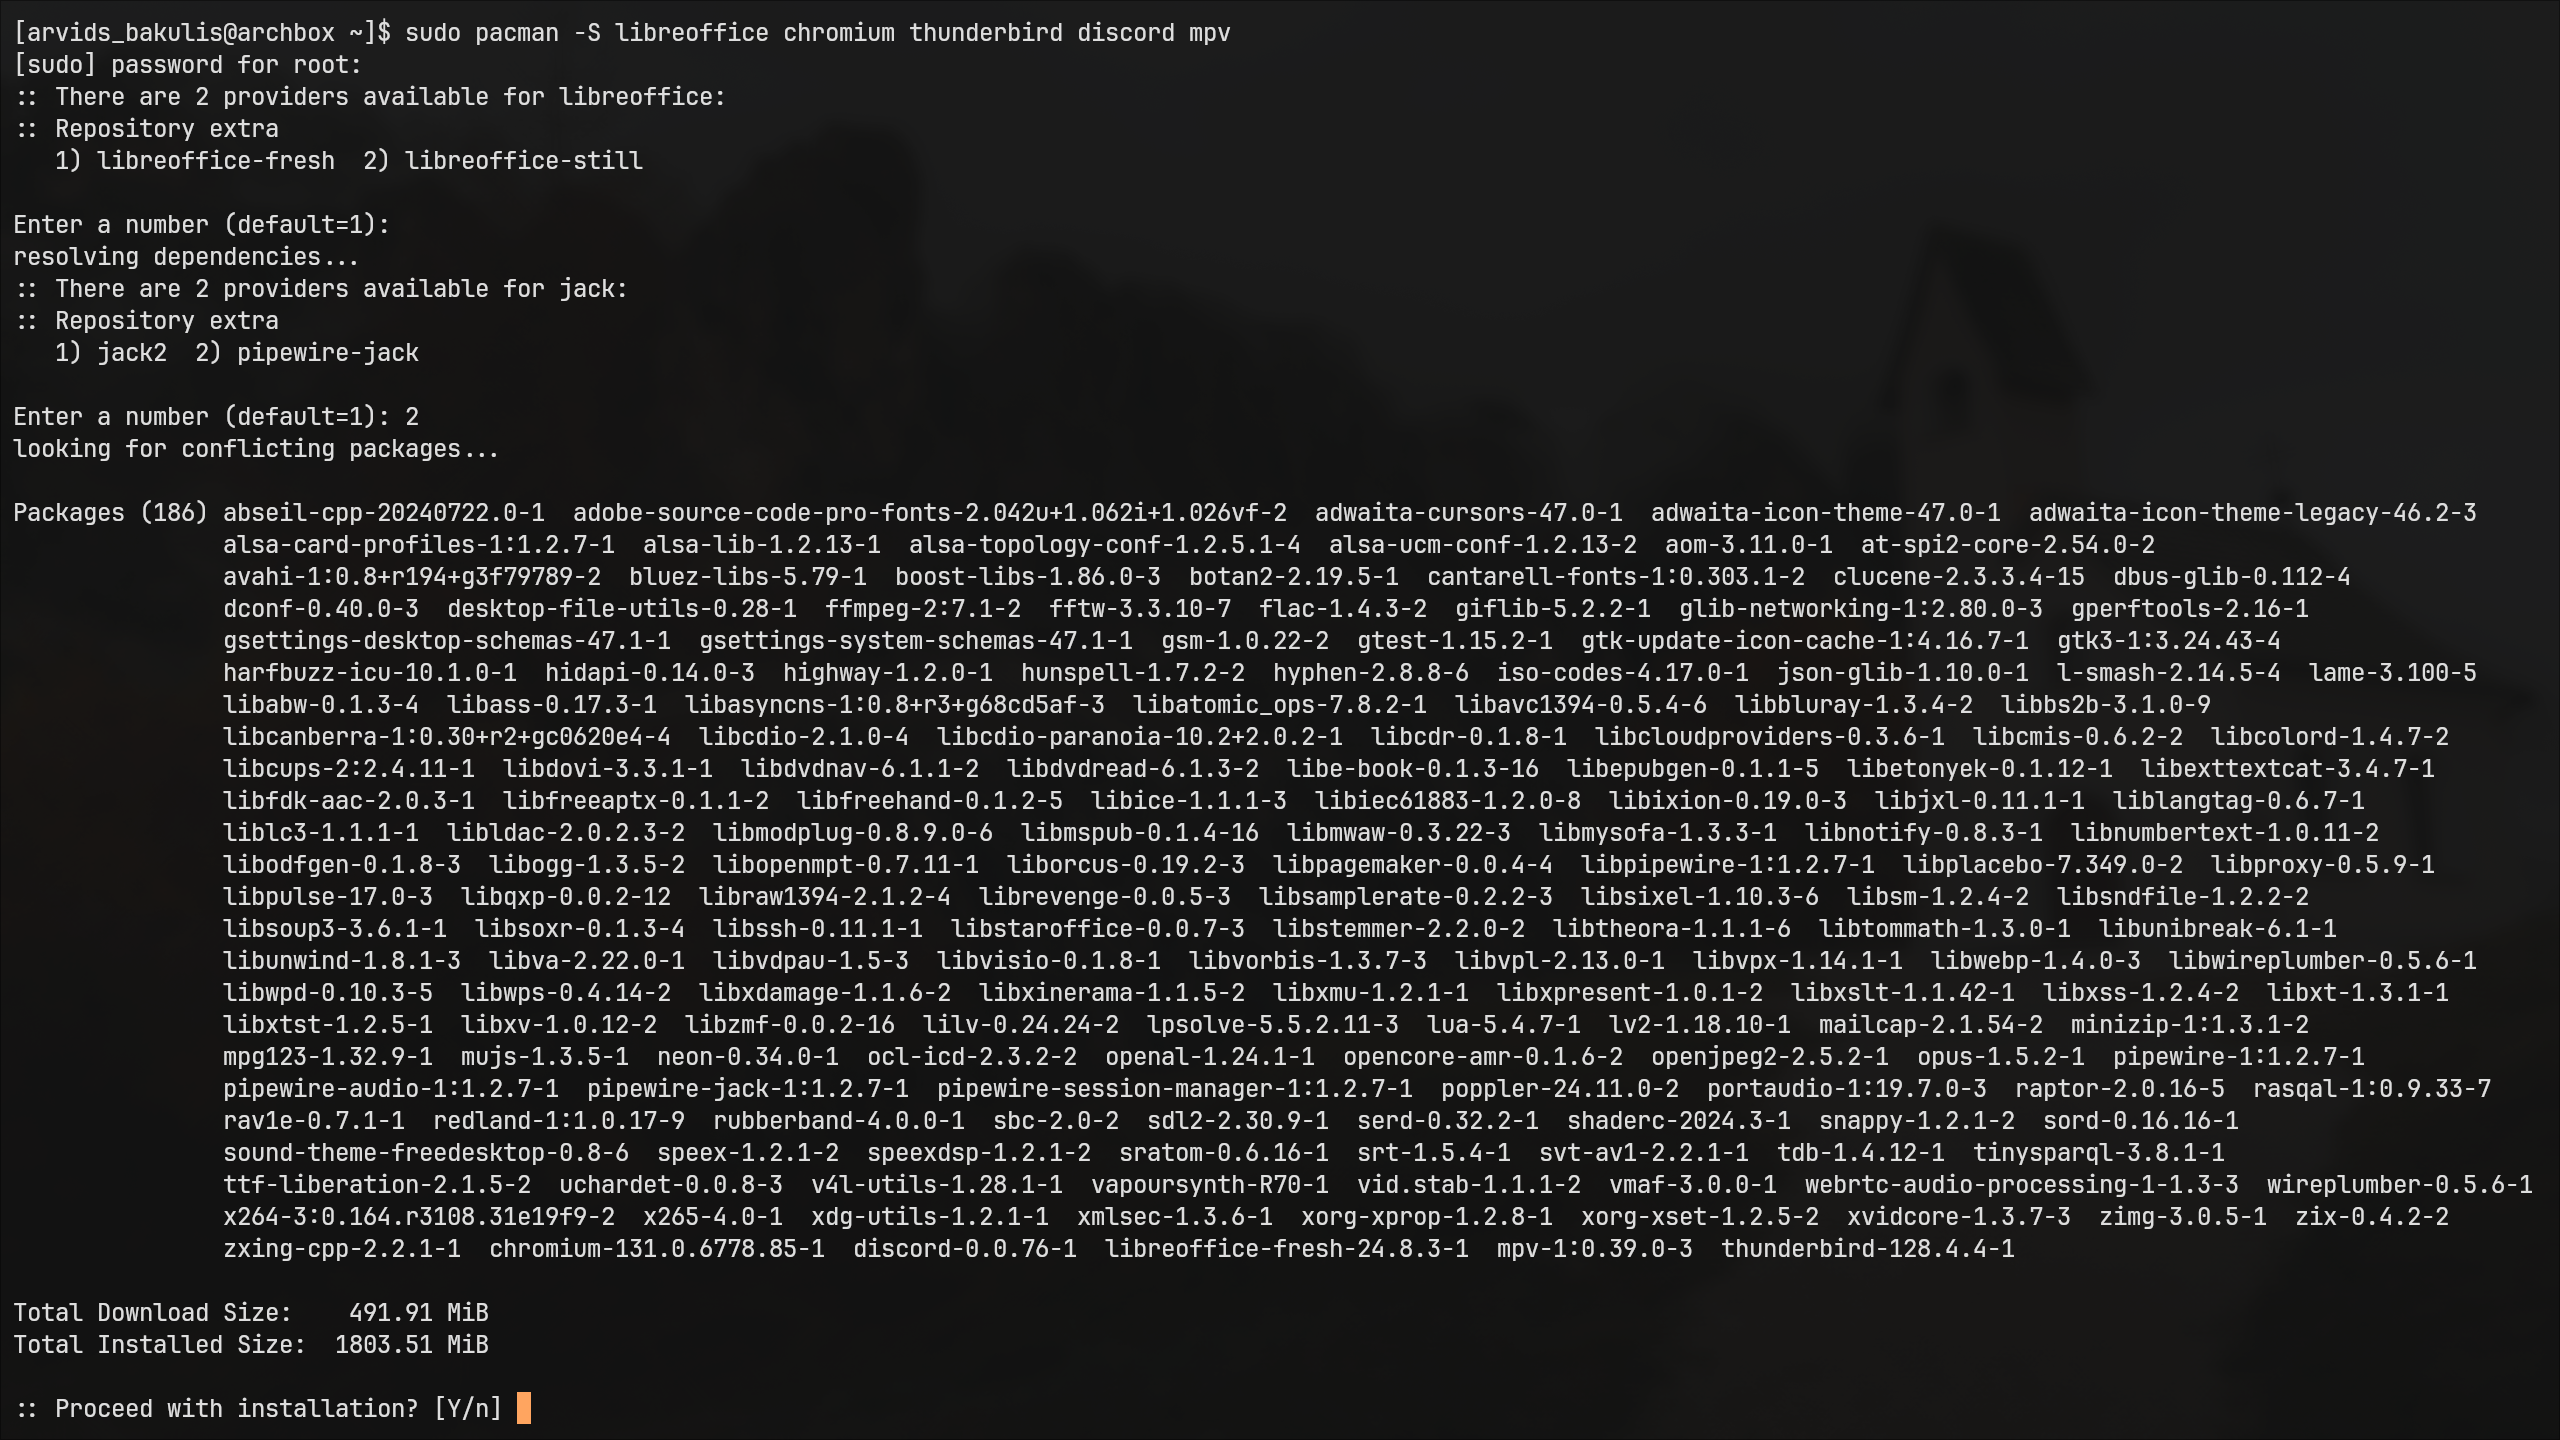 [arvids_bakulis@archbox ~]$ sudo pacman -S libreoffice chromium thunderbird discord mpv
[sudo] password for root:
:: There are 2 providers available for libreoffice:
:: Repository extra
   1) libreoffice-fresh  2) libreoffice-still

Enter a number (default=1):
resolving dependencies...
:: There are 2 providers available for jack:
:: Repository extra
   1) jack2  2) pipewire-jack

Enter a number (default=1): 2
looking for conflicting packages...

Packages (186) abseil-cpp-20240722.0-1  adobe-source-code-pro-fonts-2.042u+1.062i+1.026vf-2  adwaita-cursors-47.0-1  adwaita-icon-theme-47.0-1  adwaita-icon-theme-legacy-46.2-3
               alsa-card-profiles-1:1.2.7-1  alsa-lib-1.2.13-1  alsa-topology-conf-1.2.5.1-4  alsa-ucm-conf-1.2.13-2  aom-3.11.0-1  at-spi2-core-2.54.0-2
               avahi-1:0.8+r194+g3f79789-2  bluez-libs-5.79-1  boost-libs-1.86.0-3  botan2-2.19.5-1  cantarell-fonts-1:0.303.1-2  clucene-2.3.3.4-15  dbus-glib-0.112-4
               dconf-0.40.0-3  desktop-file-utils-0.28-1  ffmpeg-2:7.1-2  fftw-3.3.10-7  flac-1.4.3-2  giflib-5.2.2-1  glib-networking-1:2.80.0-3  gperftools-2.16-1
               gsettings-desktop-schemas-47.1-1  gsettings-system-schemas-47.1-1  gsm-1.0.22-2  gtest-1.15.2-1  gtk-update-icon-cache-1:4.16.7-1  gtk3-1:3.24.43-4
               harfbuzz-icu-10.1.0-1  hidapi-0.14.0-3  highway-1.2.0-1  hunspell-1.7.2-2  hyphen-2.8.8-6  iso-codes-4.17.0-1  json-glib-1.10.0-1  l-smash-2.14.5-4  lame-3.100-5
               libabw-0.1.3-4  libass-0.17.3-1  libasyncns-1:0.8+r3+g68cd5af-3  libatomic_ops-7.8.2-1  libavc1394-0.5.4-6  libbluray-1.3.4-2  libbs2b-3.1.0-9
               libcanberra-1:0.30+r2+gc0620e4-4  libcdio-2.1.0-4  libcdio-paranoia-10.2+2.0.2-1  libcdr-0.1.8-1  libcloudproviders-0.3.6-1  libcmis-0.6.2-2  libcolord-1.4.7-2
               libcups-2:2.4.11-1  libdovi-3.3.1-1  libdvdnav-6.1.1-2  libdvdread-6.1.3-2  libe-book-0.1.3-16  libepubgen-0.1.1-5  libetonyek-0.1.12-1  libexttextcat-3.4.7-1
               libfdk-aac-2.0.3-1  libfreeaptx-0.1.1-2  libfreehand-0.1.2-5  libice-1.1.1-3  libiec61883-1.2.0-8  libixion-0.19.0-3  libjxl-0.11.1-1  liblangtag-0.6.7-1
               liblc3-1.1.1-1  libldac-2.0.2.3-2  libmodplug-0.8.9.0-6  libmspub-0.1.4-16  libmwaw-0.3.22-3  libmysofa-1.3.3-1  libnotify-0.8.3-1  libnumbertext-1.0.11-2
               libodfgen-0.1.8-3  libogg-1.3.5-2  libopenmpt-0.7.11-1  liborcus-0.19.2-3  libpagemaker-0.0.4-4  libpipewire-1:1.2.7-1  libplacebo-7.349.0-2  libproxy-0.5.9-1
               libpulse-17.0-3  libqxp-0.0.2-12  libraw1394-2.1.2-4  librevenge-0.0.5-3  libsamplerate-0.2.2-3  libsixel-1.10.3-6  libsm-1.2.4-2  libsndfile-1.2.2-2
               libsoup3-3.6.1-1  libsoxr-0.1.3-4  libssh-0.11.1-1  libstaroffice-0.0.7-3  libstemmer-2.2.0-2  libtheora-1.1.1-6  libtommath-1.3.0-1  libunibreak-6.1-1
               libunwind-1.8.1-3  libva-2.22.0-1  libvdpau-1.5-3  libvisio-0.1.8-1  libvorbis-1.3.7-3  libvpl-2.13.0-1  libvpx-1.14.1-1  libwebp-1.4.0-3  libwireplumber-0.5.6-1
               libwpd-0.10.3-5  libwps-0.4.14-2  libxdamage-1.1.6-2  libxinerama-1.1.5-2  libxmu-1.2.1-1  libxpresent-1.0.1-2  libxslt-1.1.42-1  libxss-1.2.4-2  libxt-1.3.1-1
               libxtst-1.2.5-1  libxv-1.0.12-2  libzmf-0.0.2-16  lilv-0.24.24-2  lpsolve-5.5.2.11-3  lua-5.4.7-1  lv2-1.18.10-1  mailcap-2.1.54-2  minizip-1:1.3.1-2
               mpg123-1.32.9-1  mujs-1.3.5-1  neon-0.34.0-1  ocl-icd-2.3.2-2  openal-1.24.1-1  opencore-amr-0.1.6-2  openjpeg2-2.5.2-1  opus-1.5.2-1  pipewire-1:1.2.7-1
               pipewire-audio-1:1.2.7-1  pipewire-jack-1:1.2.7-1  pipewire-session-manager-1:1.2.7-1  poppler-24.11.0-2  portaudio-1:19.7.0-3  raptor-2.0.16-5  rasqal-1:0.9.33-7
               rav1e-0.7.1-1  redland-1:1.0.17-9  rubberband-4.0.0-1  sbc-2.0-2  sdl2-2.30.9-1  serd-0.32.2-1  shaderc-2024.3-1  snappy-1.2.1-2  sord-0.16.16-1
               sound-theme-freedesktop-0.8-6  speex-1.2.1-2  speexdsp-1.2.1-2  sratom-0.6.16-1  srt-1.5.4-1  svt-av1-2.2.1-1  tdb-1.4.12-1  tinysparql-3.8.1-1
               ttf-liberation-2.1.5-2  uchardet-0.0.8-3  v4l-utils-1.28.1-1  vapoursynth-R70-1  vid.stab-1.1.1-2  vmaf-3.0.0-1  webrtc-audio-processing-1-1.3-3  wireplumber-0.5.6-1
               x264-3:0.164.r3108.31e19f9-2  x265-4.0-1  xdg-utils-1.2.1-1  xmlsec-1.3.6-1  xorg-xprop-1.2.8-1  xorg-xset-1.2.5-2  xvidcore-1.3.7-3  zimg-3.0.5-1  zix-0.4.2-2
               zxing-cpp-2.2.1-1  chromium-131.0.6778.85-1  discord-0.0.76-1  libreoffice-fresh-24.8.3-1  mpv-1:0.39.0-3  thunderbird-128.4.4-1

Total Download Size:    491.91 MiB
Total Installed Size:  1803.51 MiB

:: Proceed with installation? [Y/n]